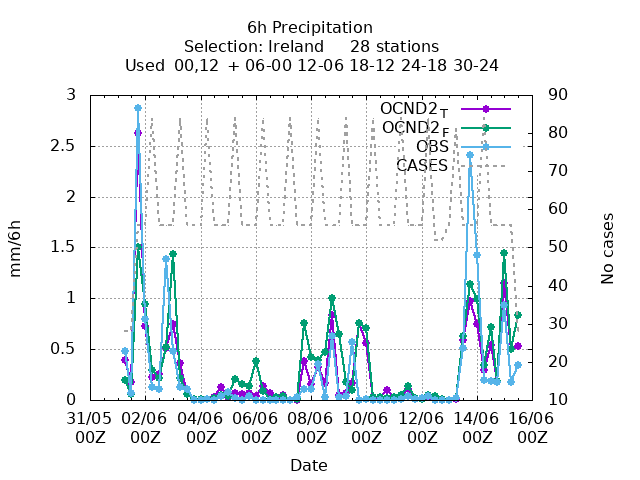 6h Precipitation
Selection: Ireland 28 stations
Used 00,12 + 06-00 12-06 18-12 24-18 30-24
3
2.5
2
1.5
1
0.5
0
90
80
70
60
50
40
30
20
10
OCND2T
OCND2F
OBS
CASES
mm/6h
No cases
31/05 02/06 04/06 06/06 08/06 10/06 12/06 14/06 16/06
00Z 00Z 00Z 00Z 00Z 00Z 00Z 00Z 00Z
Date